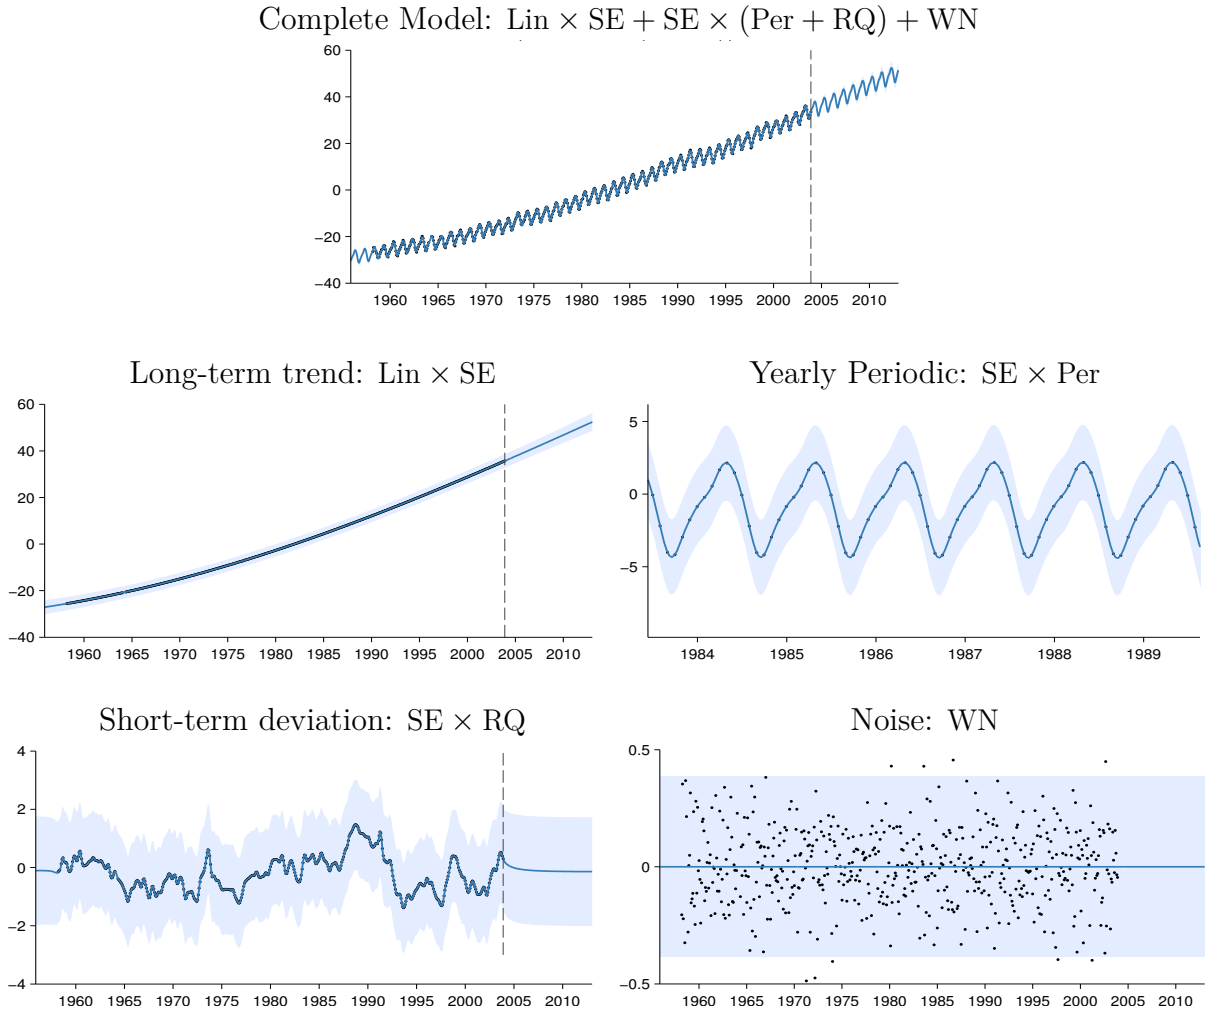 Complete Model: Lin × SE + SE × (Per + RQ) + WN
60
40
20
0
−20
−40
1960 1965 1970 1975 1980 1985 1990 1995 2000 2005 2010
Long-term trend: Lin × SE
60
40
20
0
−20
−40
1960 1965 1970 1975 1980 1985 1990 1995 2000 2005 2010
Yearly Periodic: SE × Per
5
0
−5
1984 1985 1986 1987 1988 1989
Short-term deviation: SE × RQ
4
2
0
−2
−4
1960 1965 1970 1975 1980 1985 1990 1995 2000 2005 2010
Noise: WN
0.5
0
−0.5
1960 1965 1970 1975 1980 1985 1990 1995 2000 2005 2010